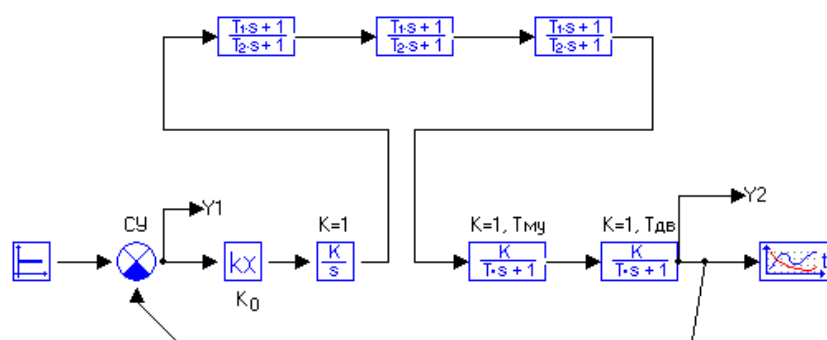 T₁·s + 1 T₁·s + 1 T₁·s + 1
T₂·s + 1 T₂·s + 1 T₂·s + 1
Y2
СУ Y1 K=1 K=1, Tму K=1, Tдв
kx K K K t
s T·s + 1 T·s + 1
K₀